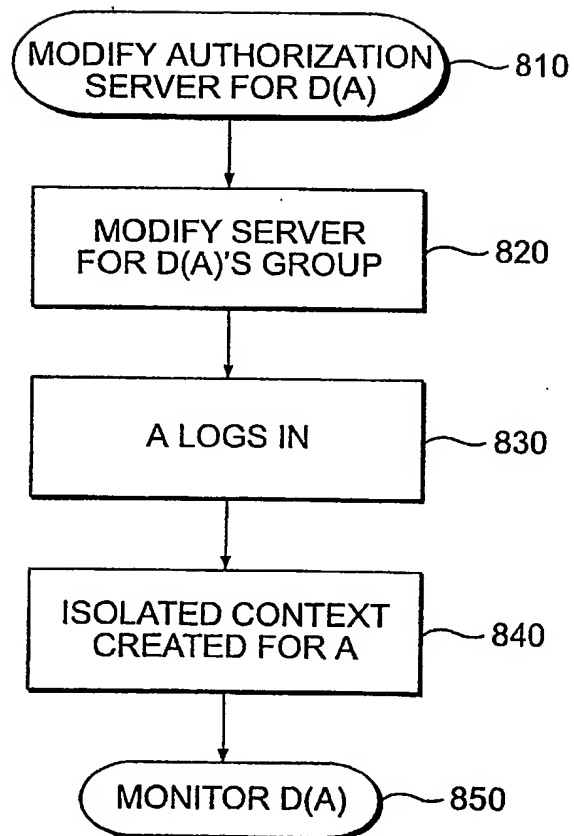 MODIFY AUTHORIZATION
SERVER FOR D(A)
810
MODIFY SERVER
FOR D(A)'S GROUP
820
A LOGS IN
830
ISOLATED CONTEXT
CREATED FOR A
840
MONITOR D(A)
850